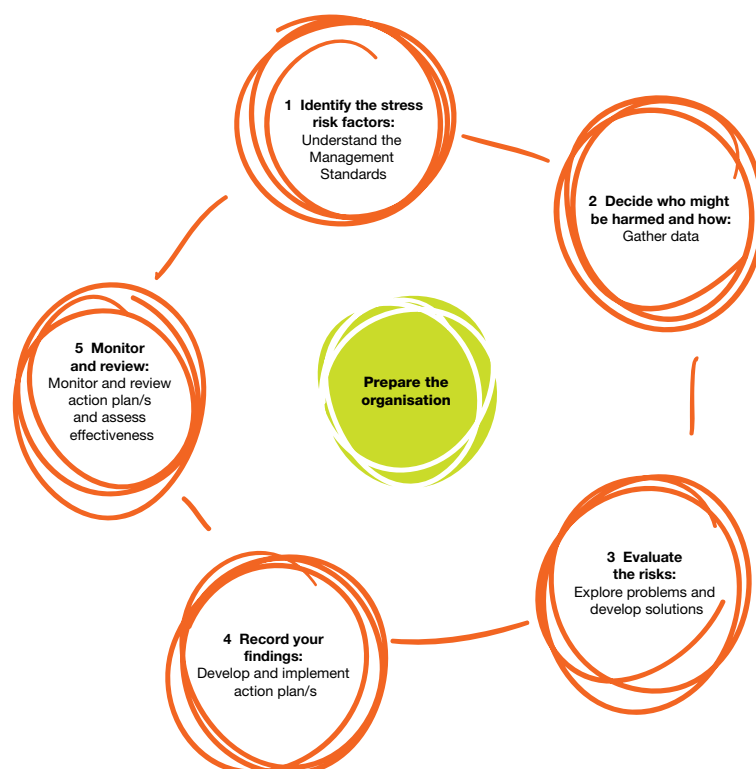 1 Identify the stress
risk factors:
Understand the
Management
Standards
2 Decide who might
be harmed and how:
Gather data
3 Evaluate
the risks:
Explore problems and
develop solutions
4 Record your
findings:
Develop and implement
action plan/s
5 Monitor
and review:
Monitor and review
action plan/s
and assess
effectiveness
Prepare the
organisation